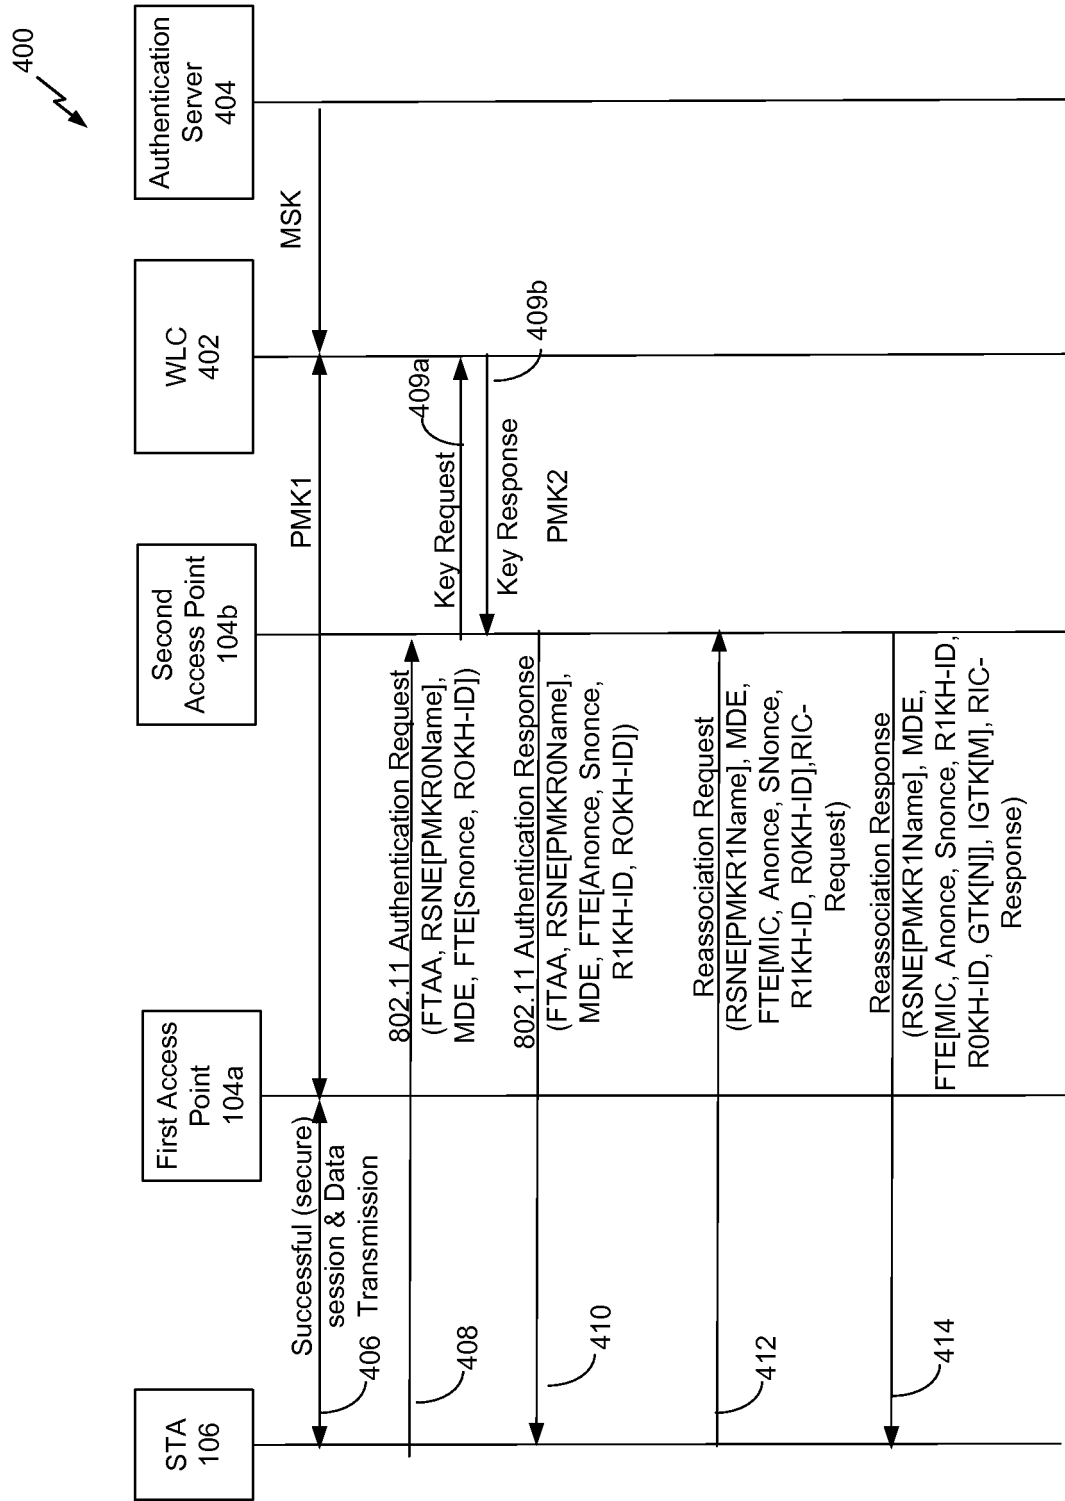 400
STA
106
First Access
Point
104a
Second
Access Point
104b
WLC
402
Authentication
Server
404
Successful (secure)
session & Data
Transmission
406
PMK1
MSK
408
802.11 Authentication Request
(FTAA, RSNE[PMKR0Name],
MDE, FTE[Snonce, ROKH-ID])
Key Request
409a
Key Response
409b
PMK2
410
802.11 Authentication Response
(FTAA, RSNE[PMKR0Name],
MDE, FTE[Anonce, Snonce,
R1KH-ID, ROKH-ID])
412
Reassociation Request
(RSNE[PMKR1Name], MDE,
FTE[MIC, Anonce, SNonce,
R1KH-ID, R0KH-ID],RIC-
Request)
414
Reassociation Response
(RSNE[PMKR1Name], MDE,
FTE[MIC, Anonce, Snonce, R1KH-ID,
R0KH-ID, GTK[N]], IGTK[M], RIC-
Response)